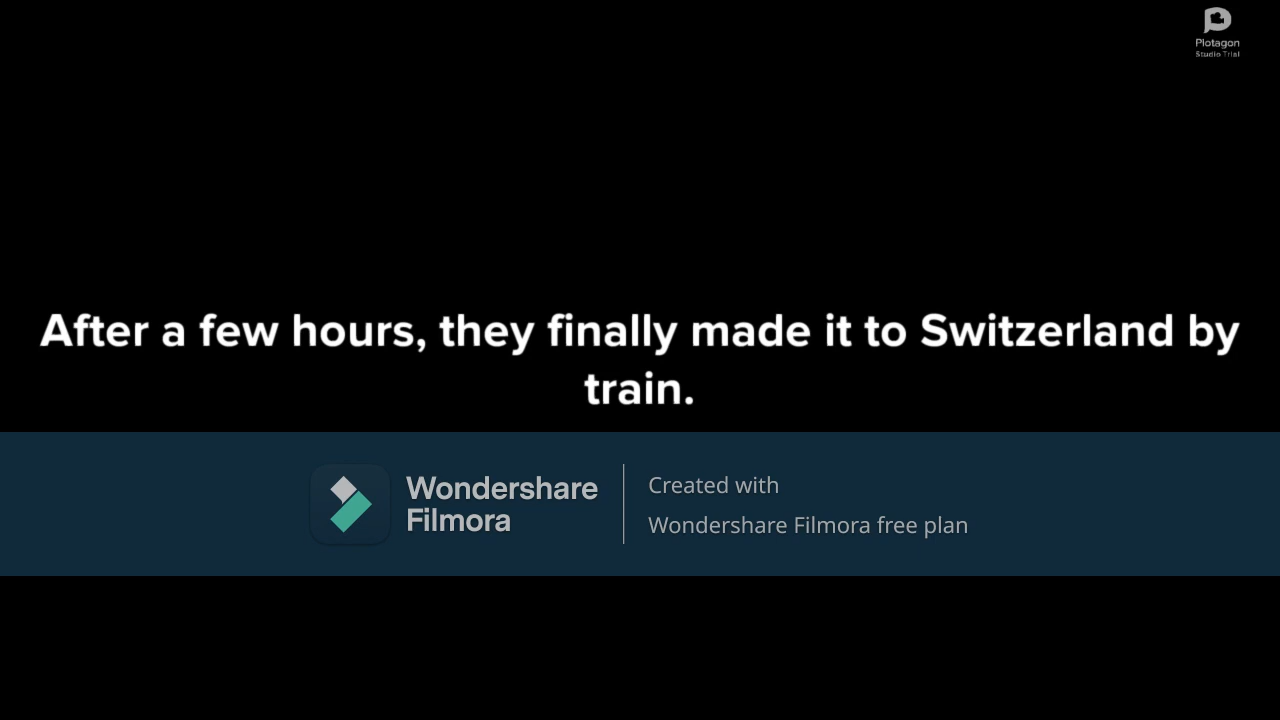 Plotagon
Studio Trial
After a few hours, they finally made it to Switzerland by
train.
Wondershare
Filmora
Created with
Wondershare Filmora free plan